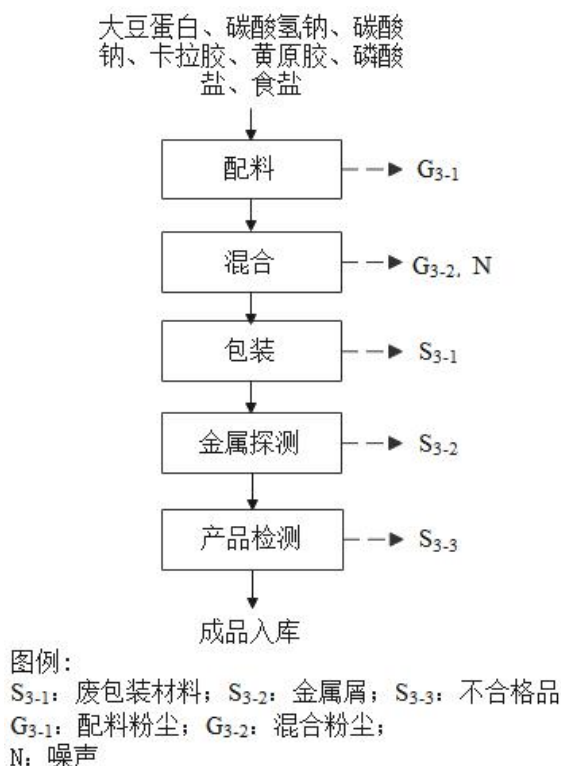 大豆蛋白、碳酸氢钠、碳酸
钠、卡拉胶、黄原胶、磷酸
盐、食盐
配料
G3-1
混合
G3-2, N
包装
S3-1
金属探测
S3-2
产品检测
S3-3
成品入库
图例:
S3-1: 废包装材料; S3-2: 金属屑; S3-3: 不合格品
G3-1: 配料粉尘; G3-2: 混合粉尘;
N: 噪声